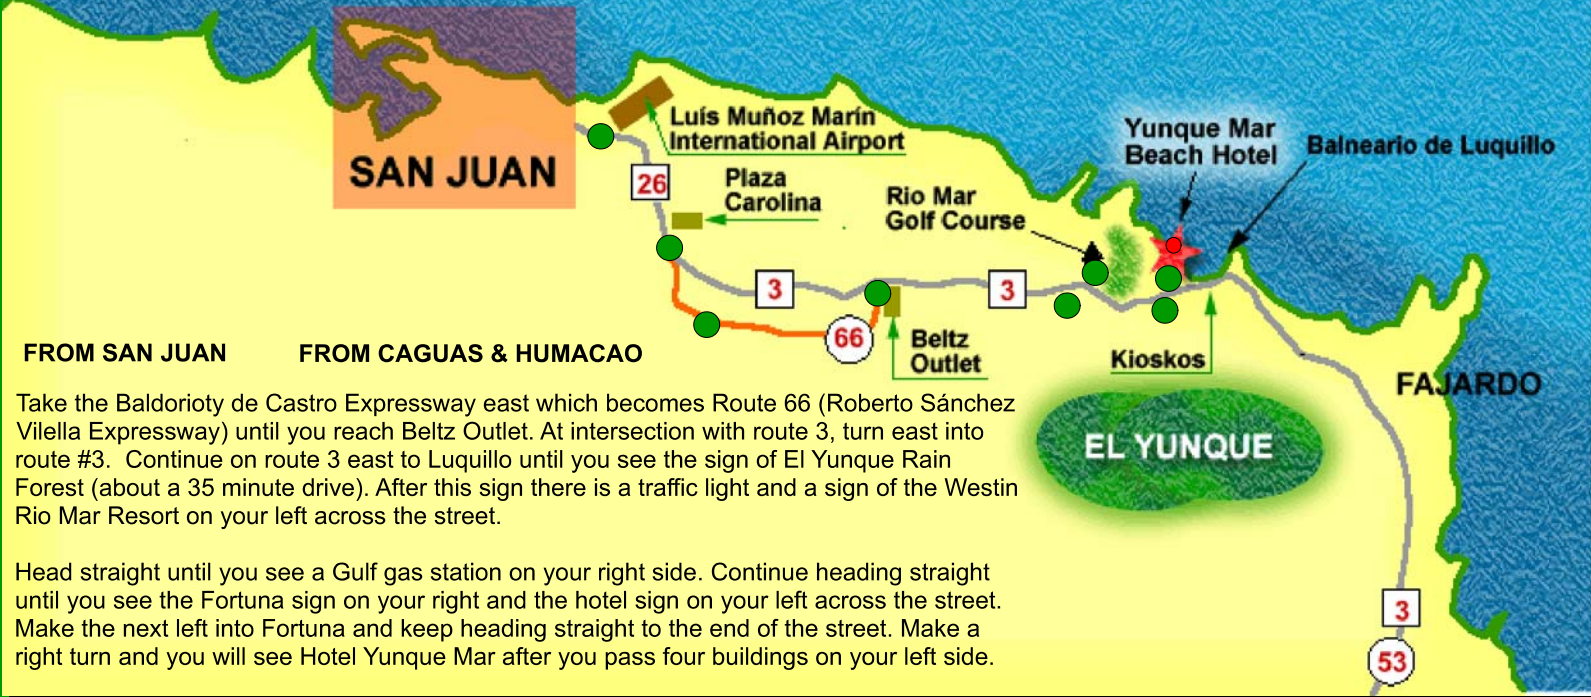 SAN JUAN
Luís Muñoz Marín
International Airport
26
Plaza
Carolina
Rio Mar
Golf Course
Yunque Mar
Beach Hotel
Balneario de Luquillo
3
3
66
Beltz
Outlet
Kioskos
FAJARDO
EL YUNQUE
3
53
FROM SAN JUAN
FROM CAGUAS & HUMACAO
Take the Baldorioty de Castro Expressway east which becomes Route 66 (Roberto Sánchez
Vilella Expressway) until you reach Beltz Outlet. At intersection with route 3, turn east into
route #3.  Continue on route 3 east to Luquillo until you see the sign of El Yunque Rain
Forest (about a 35 minute drive). After this sign there is a traffic light and a sign of the Westin
Rio Mar Resort on your left across the street.
Head straight until you see a Gulf gas station on your right side. Continue heading straight
until you see the Fortuna sign on your right and the hotel sign on your left across the street.
Make the next left into Fortuna and keep heading straight to the end of the street. Make a
right turn and you will see Hotel Yunque Mar after you pass four buildings on your left side.